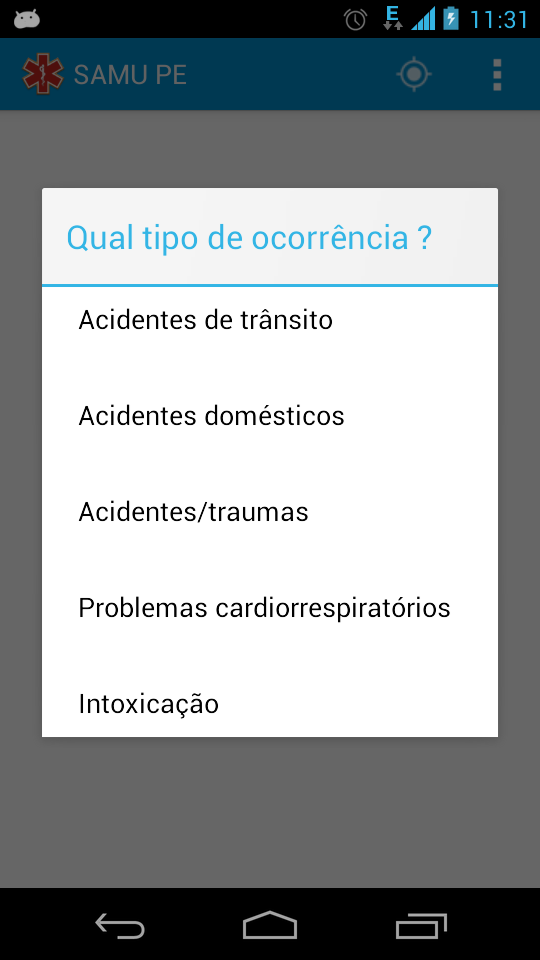 E 11:31
SAMU PE
Qual tipo de ocorrência ?
Acidentes de trânsito
Acidentes domésticos
Acidentes/traumas
Problemas cardiorrespiratórios
Intoxicação